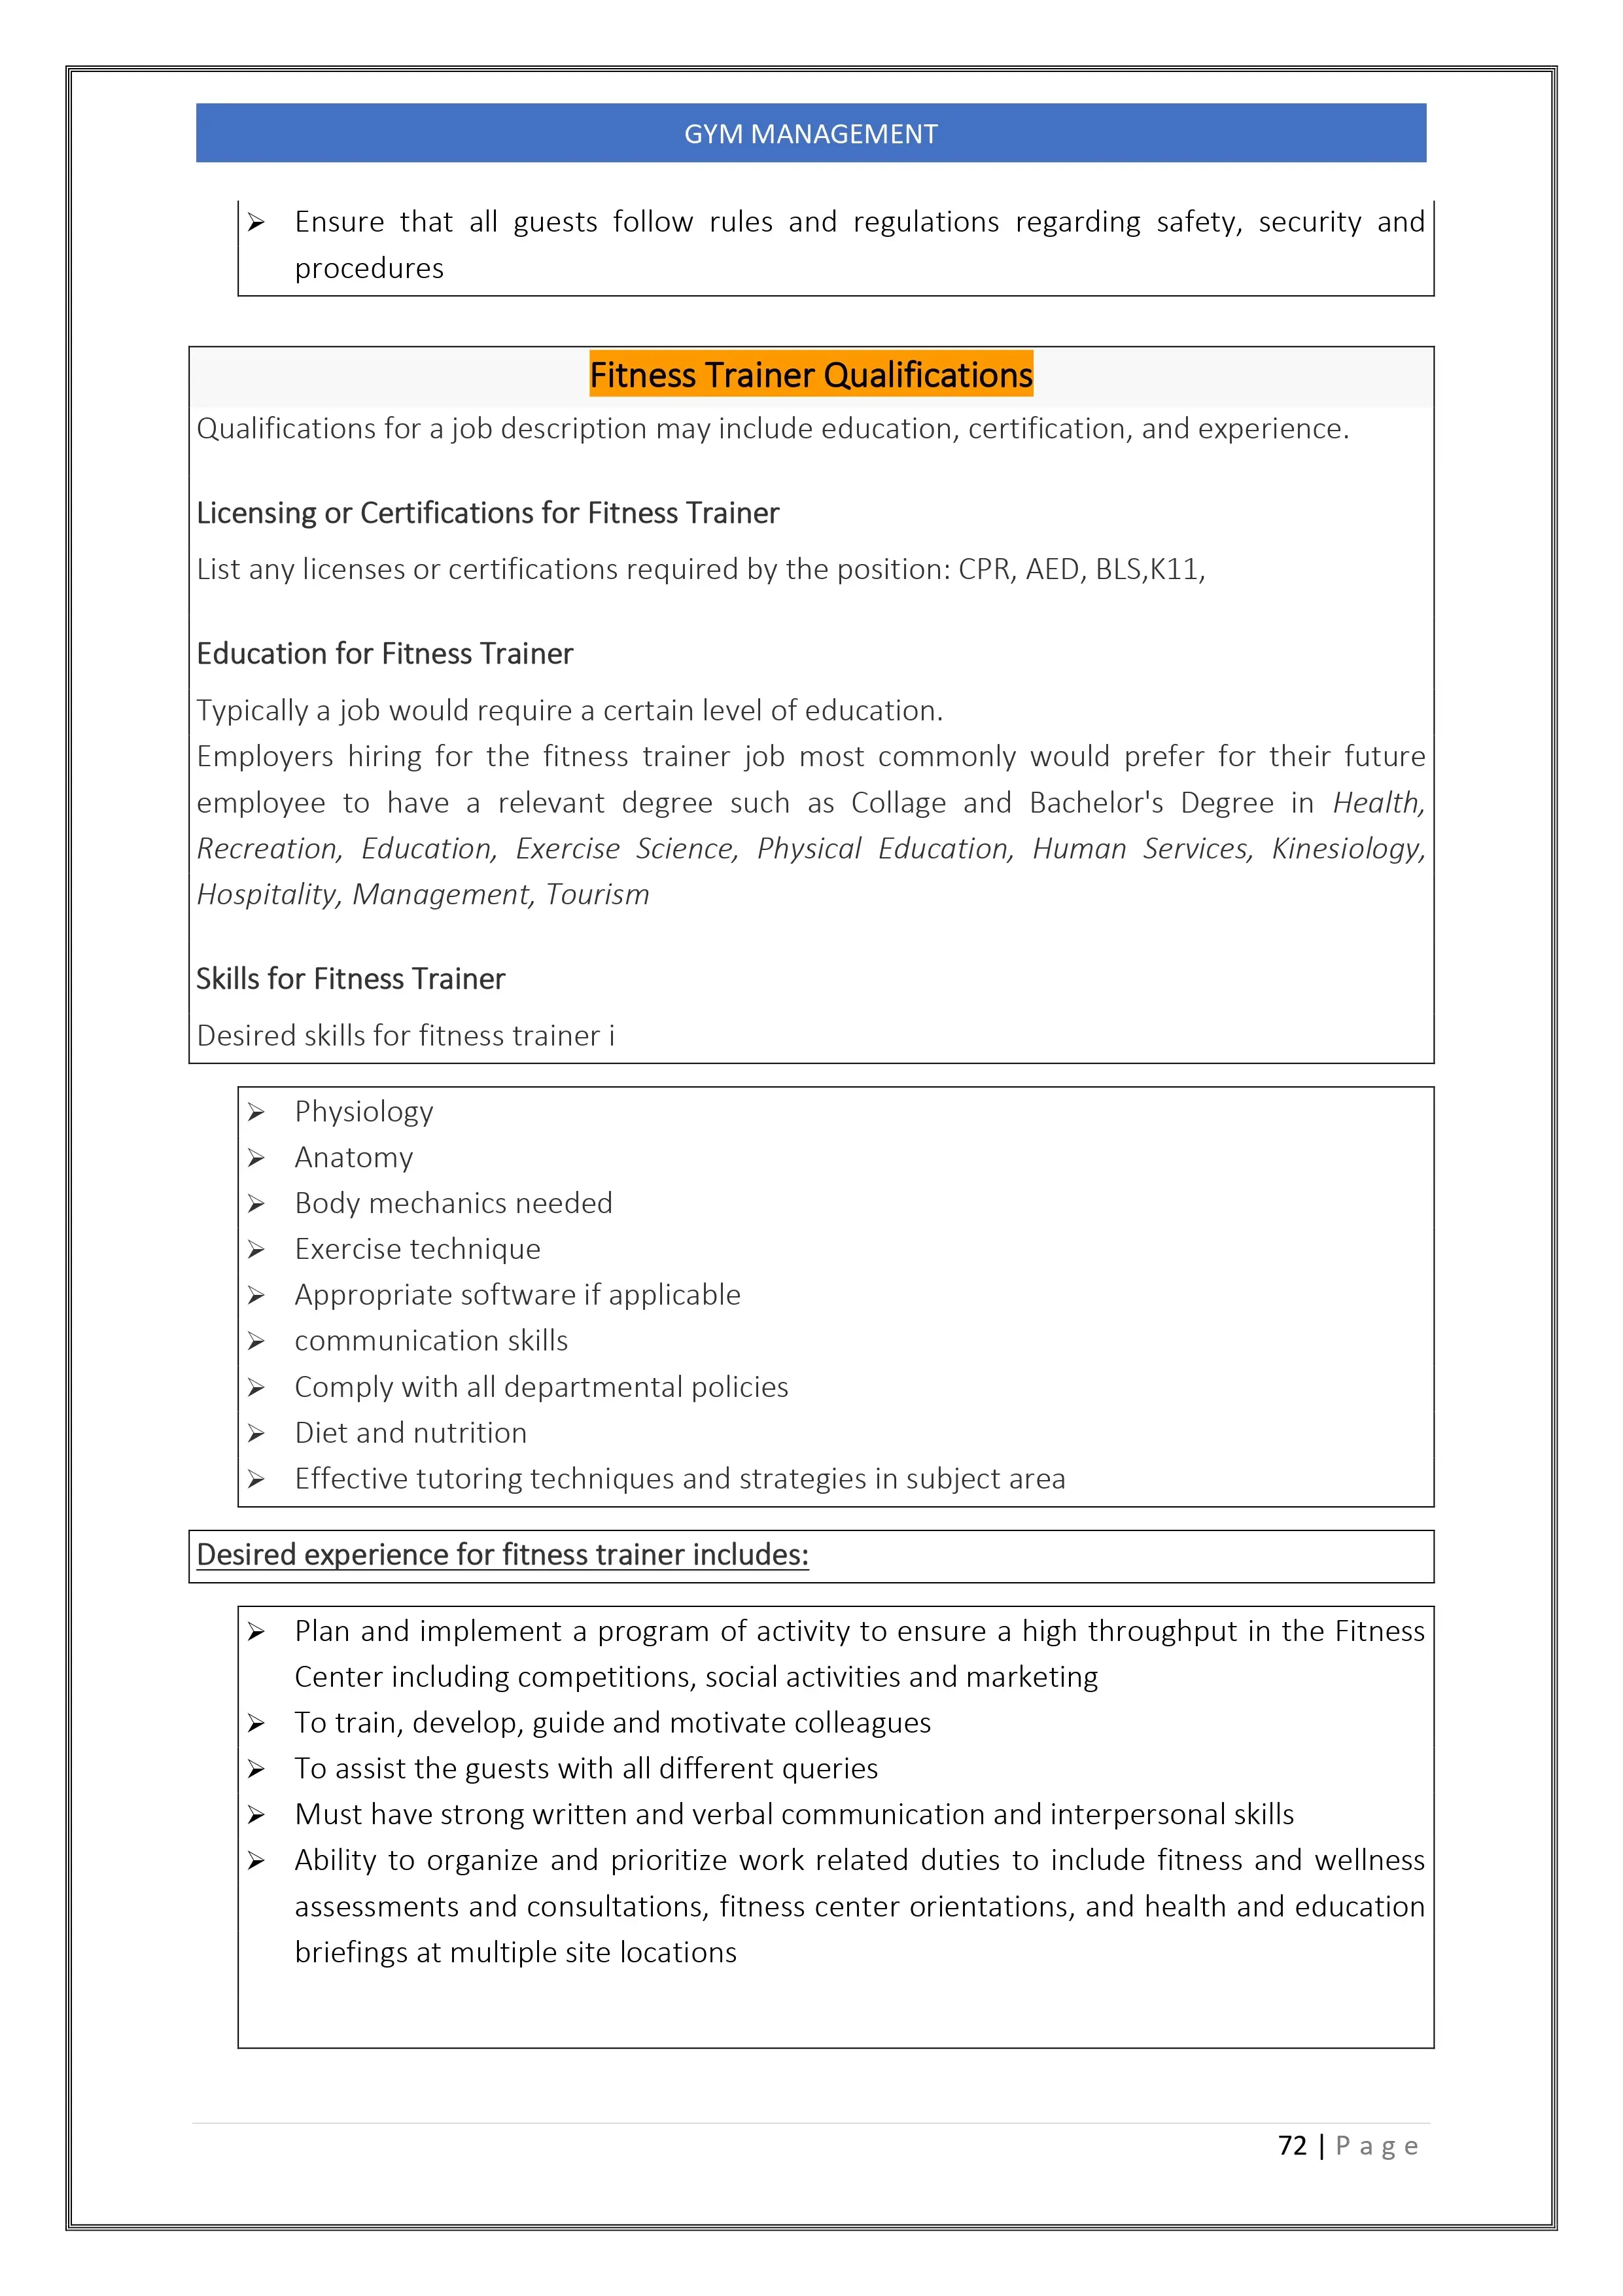 GYM MANAGEMENT
➢ Ensure that all guests follow rules and regulations regarding safety, security and
procedures
Fitness Trainer Qualifications
Qualifications for a job description may include education, certification, and experience.
Licensing or Certifications for Fitness Trainer
List any licenses or certifications required by the position: CPR, AED, BLS,K11,
Education for Fitness Trainer
Typically a job would require a certain level of education.
Employers hiring for the fitness trainer job most commonly would prefer for their future
employee to have a relevant degree such as Collage and Bachelor's Degree in Health,
Recreation, Education, Exercise Science, Physical Education, Human Services, Kinesiology,
Hospitality, Management, Tourism
Skills for Fitness Trainer
Desired skills for fitness trainer i
➢ Physiology
➢ Anatomy
➢ Body mechanics needed
➢ Exercise technique
➢ Appropriate software if applicable
➢ communication skills
➢ Comply with all departmental policies
➢ Diet and nutrition
➢ Effective tutoring techniques and strategies in subject area
Desired experience for fitness trainer includes:
➢ Plan and implement a program of activity to ensure a high throughput in the Fitness
Center including competitions, social activities and marketing
➢ To train, develop, guide and motivate colleagues
➢ To assist the guests with all different queries
➢ Must have strong written and verbal communication and interpersonal skills
➢ Ability to organize and prioritize work related duties to include fitness and wellness
assessments and consultations, fitness center orientations, and health and education
briefings at multiple site locations
72 | P a g e